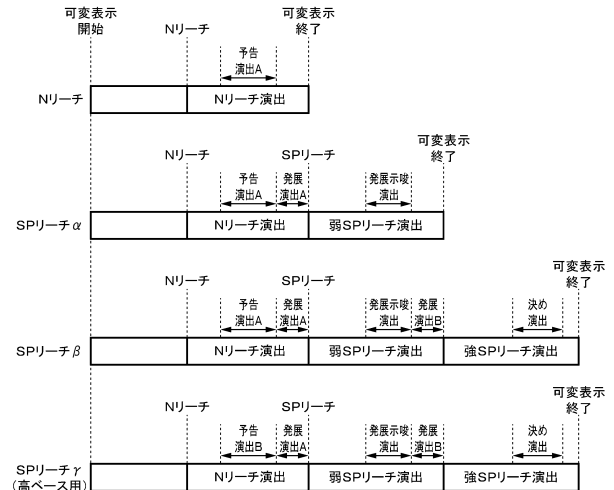 可変表示
開始
Nリーチ
可変表示
終了
予告
演出A
Nリーチ
Nリーチ演出
可変表示
終了
Nリーチ
SPリーチ
予告
演出A
発展
演出A
発展示唆
演出
SPリーチα
Nリーチ演出
弱SPリーチ演出
可変表示
終了
Nリーチ
SPリーチ
予告
演出A
発展
演出A
発展示唆
演出
発展
演出B
決め
演出
SPリーチβ
Nリーチ演出
弱SPリーチ演出
強SPリーチ演出
可変表示
終了
Nリーチ
SPリーチ
予告
演出B
発展
演出A
発展示唆
演出
発展
演出B
決め
演出
SPリーチγ
(高ベース用)
Nリーチ演出
弱SPリーチ演出
強SPリーチ演出